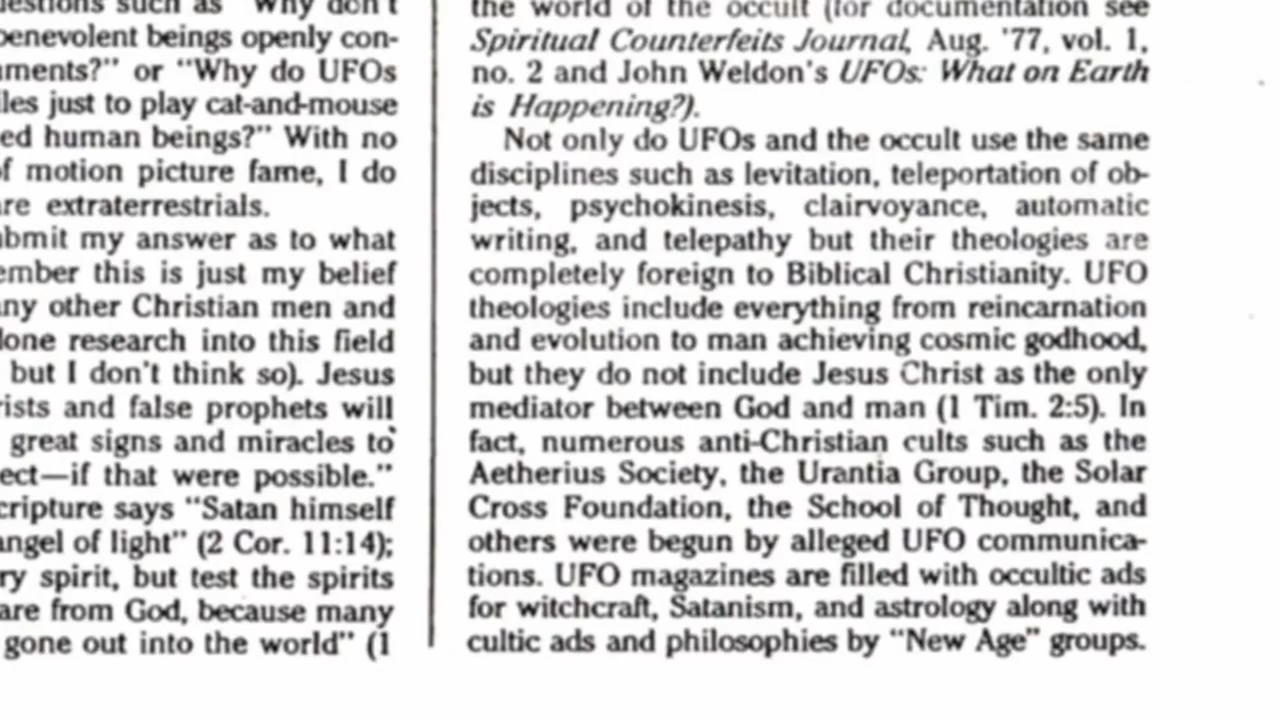 estions such as "Why don't
benevolent beings openly con-
ments?" or "Why do UFOs
les just to play cat-and-mouse
ed human beings?" With no
of motion picture fame, I do
re extraterrestrials.
bmit my answer as to what
ember this is just my belief
ny other Christian men and
done research into this field
but I don't think so). Jesus
rists and false prophets will
great signs and miracles to
ect—if that were possible."
cripture says "Satan himself
angel of light" (2 Cor. 11:14);
ry spirit, but test the spirits
are from God, because many
gone out into the world" (1
the world of the occult (for documentation see
Spiritual Counterfeits Journal, Aug. '77, vol. 1,
no. 2 and John Weldon's UFOs: What on Earth
is Happening?).
Not only do UFOs and the occult use the same
disciplines such as levitation, teleportation of ob-
jects, psychokinesis, clairvoyance, automatic
writing, and telepathy but their theologies are
completely foreign to Biblical Christianity. UFO
theologies include everything from reincarnation
and evolution to man achieving cosmic godhood,
but they do not include Jesus Christ as the only
mediator between God and man (1 Tim. 2:5). In
fact, numerous anti-Christian cults such as the
Aetherius Society, the Urantia Group, the Solar
Cross Foundation, the School of Thought, and
others were begun by alleged UFO communica-
tions. UFO magazines are filled with occultic ads
for witchcraft, Satanism, and astrology along with
cultic ads and philosophies by "New Age" groups.